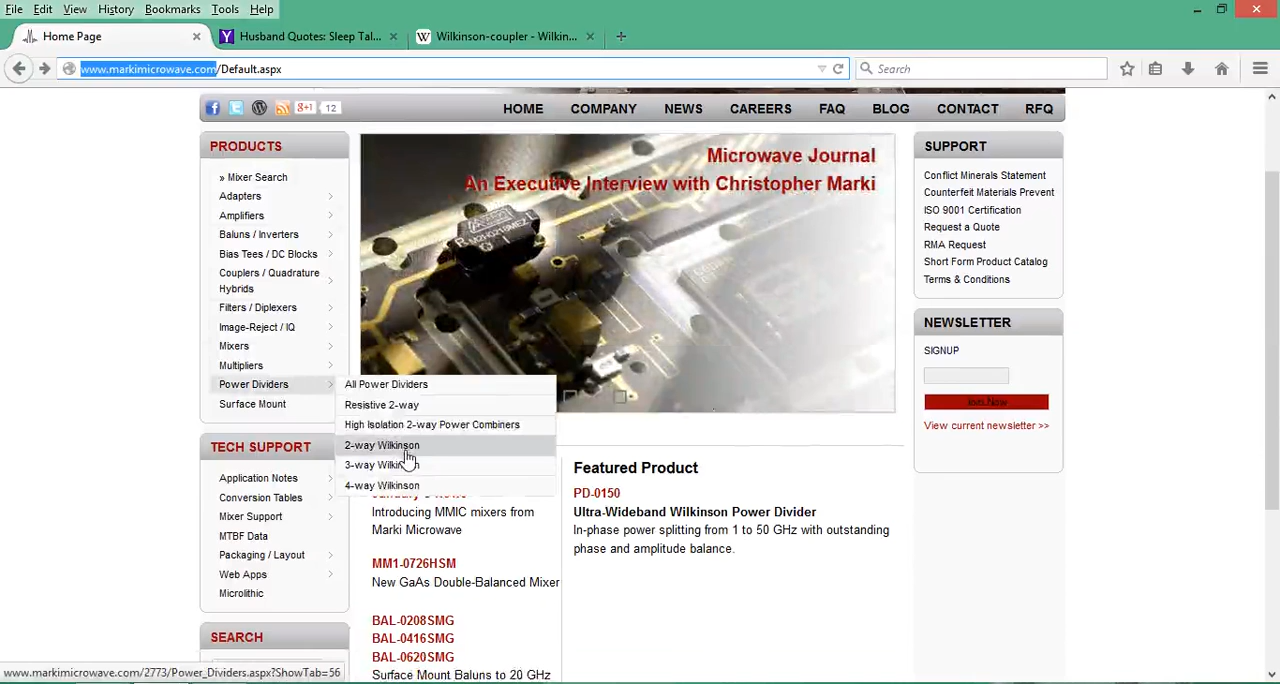 File Edit View History Bookmarks Tools Help
Home Page
Husband Quotes: Sleep Tal...
Wilkinson-coupler - Wilkin...
www.markimicrowave.com/Default.aspx
Search
12
HOME COMPANY NEWS CAREERS FAQ BLOG CONTACT RFQ
PRODUCTS
» Mixer Search
Adapters
Amplifiers
Baluns / Inverters
Bias Tees / DC Blocks
Couplers / Quadrature
Hybrids
Filters / Diplexers
Image-Reject / IQ
Mixers
Multipliers
Power Dividers
Surface Mount
All Power Dividers
Resistive 2-way
High Isolation 2-way Power Combiners
2-way Wilkinson
3-way Wilkinson
4-way Wilkinson
Microwave Journal
An Executive Interview with Christopher Marki
TECH SUPPORT
Application Notes
Conversion Tables
Mixer Support
MTBF Data
Packaging / Layout
Web Apps
Microlithic
SEARCH
Introducing MMIC mixers from
Marki Microwave
MM1-0726HSM
New GaAs Double-Balanced Mixer
BAL-0208SMG
BAL-0416SMG
BAL-0620SMG
Surface Mount Baluns to 20 GHz
Featured Product
PD-0150
Ultra-Wideband Wilkinson Power Divider
In-phase power splitting from 1 to 50 GHz with outstanding
phase and amplitude balance.
SUPPORT
Conflict Minerals Statement
Counterfeit Materials Prevent
ISO 9001 Certification
Request a Quote
RMA Request
Short Form Product Catalog
Terms & Conditions
NEWSLETTER
SIGNUP
Join Now
View current newsletter >>
www.markimicrowave.com/2773/Power_Dividers.aspx?ShowTab=56